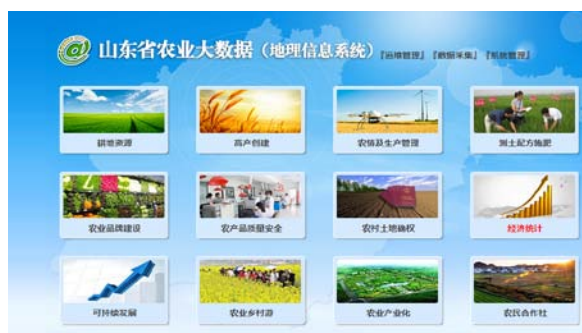 山东省农业大数据（地理信息系统）『运维管理』『数据采集』『系统管理』
耕地资源 高产创建 农情及生产管理 测土配方施肥
农业品牌建设 农产品质量安全 农村土地确权 经济统计
可持续发展 农业乡村游 农业产业化 农民合作社